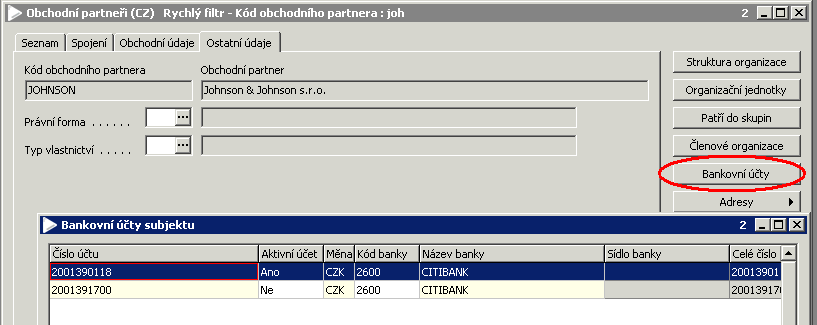 Obchodní partneři (CZ) Rychlý filtr - Kód obchodního partnera : joh 2
Seznam Spojení Obchodní údaje Ostatní údaje
Struktura organizace
Kód obchodního partnera Obchodní partner
JOHNSON Johnson & Johnson s.r.o.
Organizační jednotky
Právní forma . . . . . . ...
Patří do skupin
Typ vlastnictví . . . . . ...
Členové organizace
Bankovní účty
Adresy
Bankovní účty subjektu 2
Číslo účtu Aktivní účet Měna Kód banky Název banky Sídlo banky Celé číslo
2001390118 Ano CZK 2600 CITIBANK 20013901
2001391700 Ne CZK 2600 CITIBANK 20013917